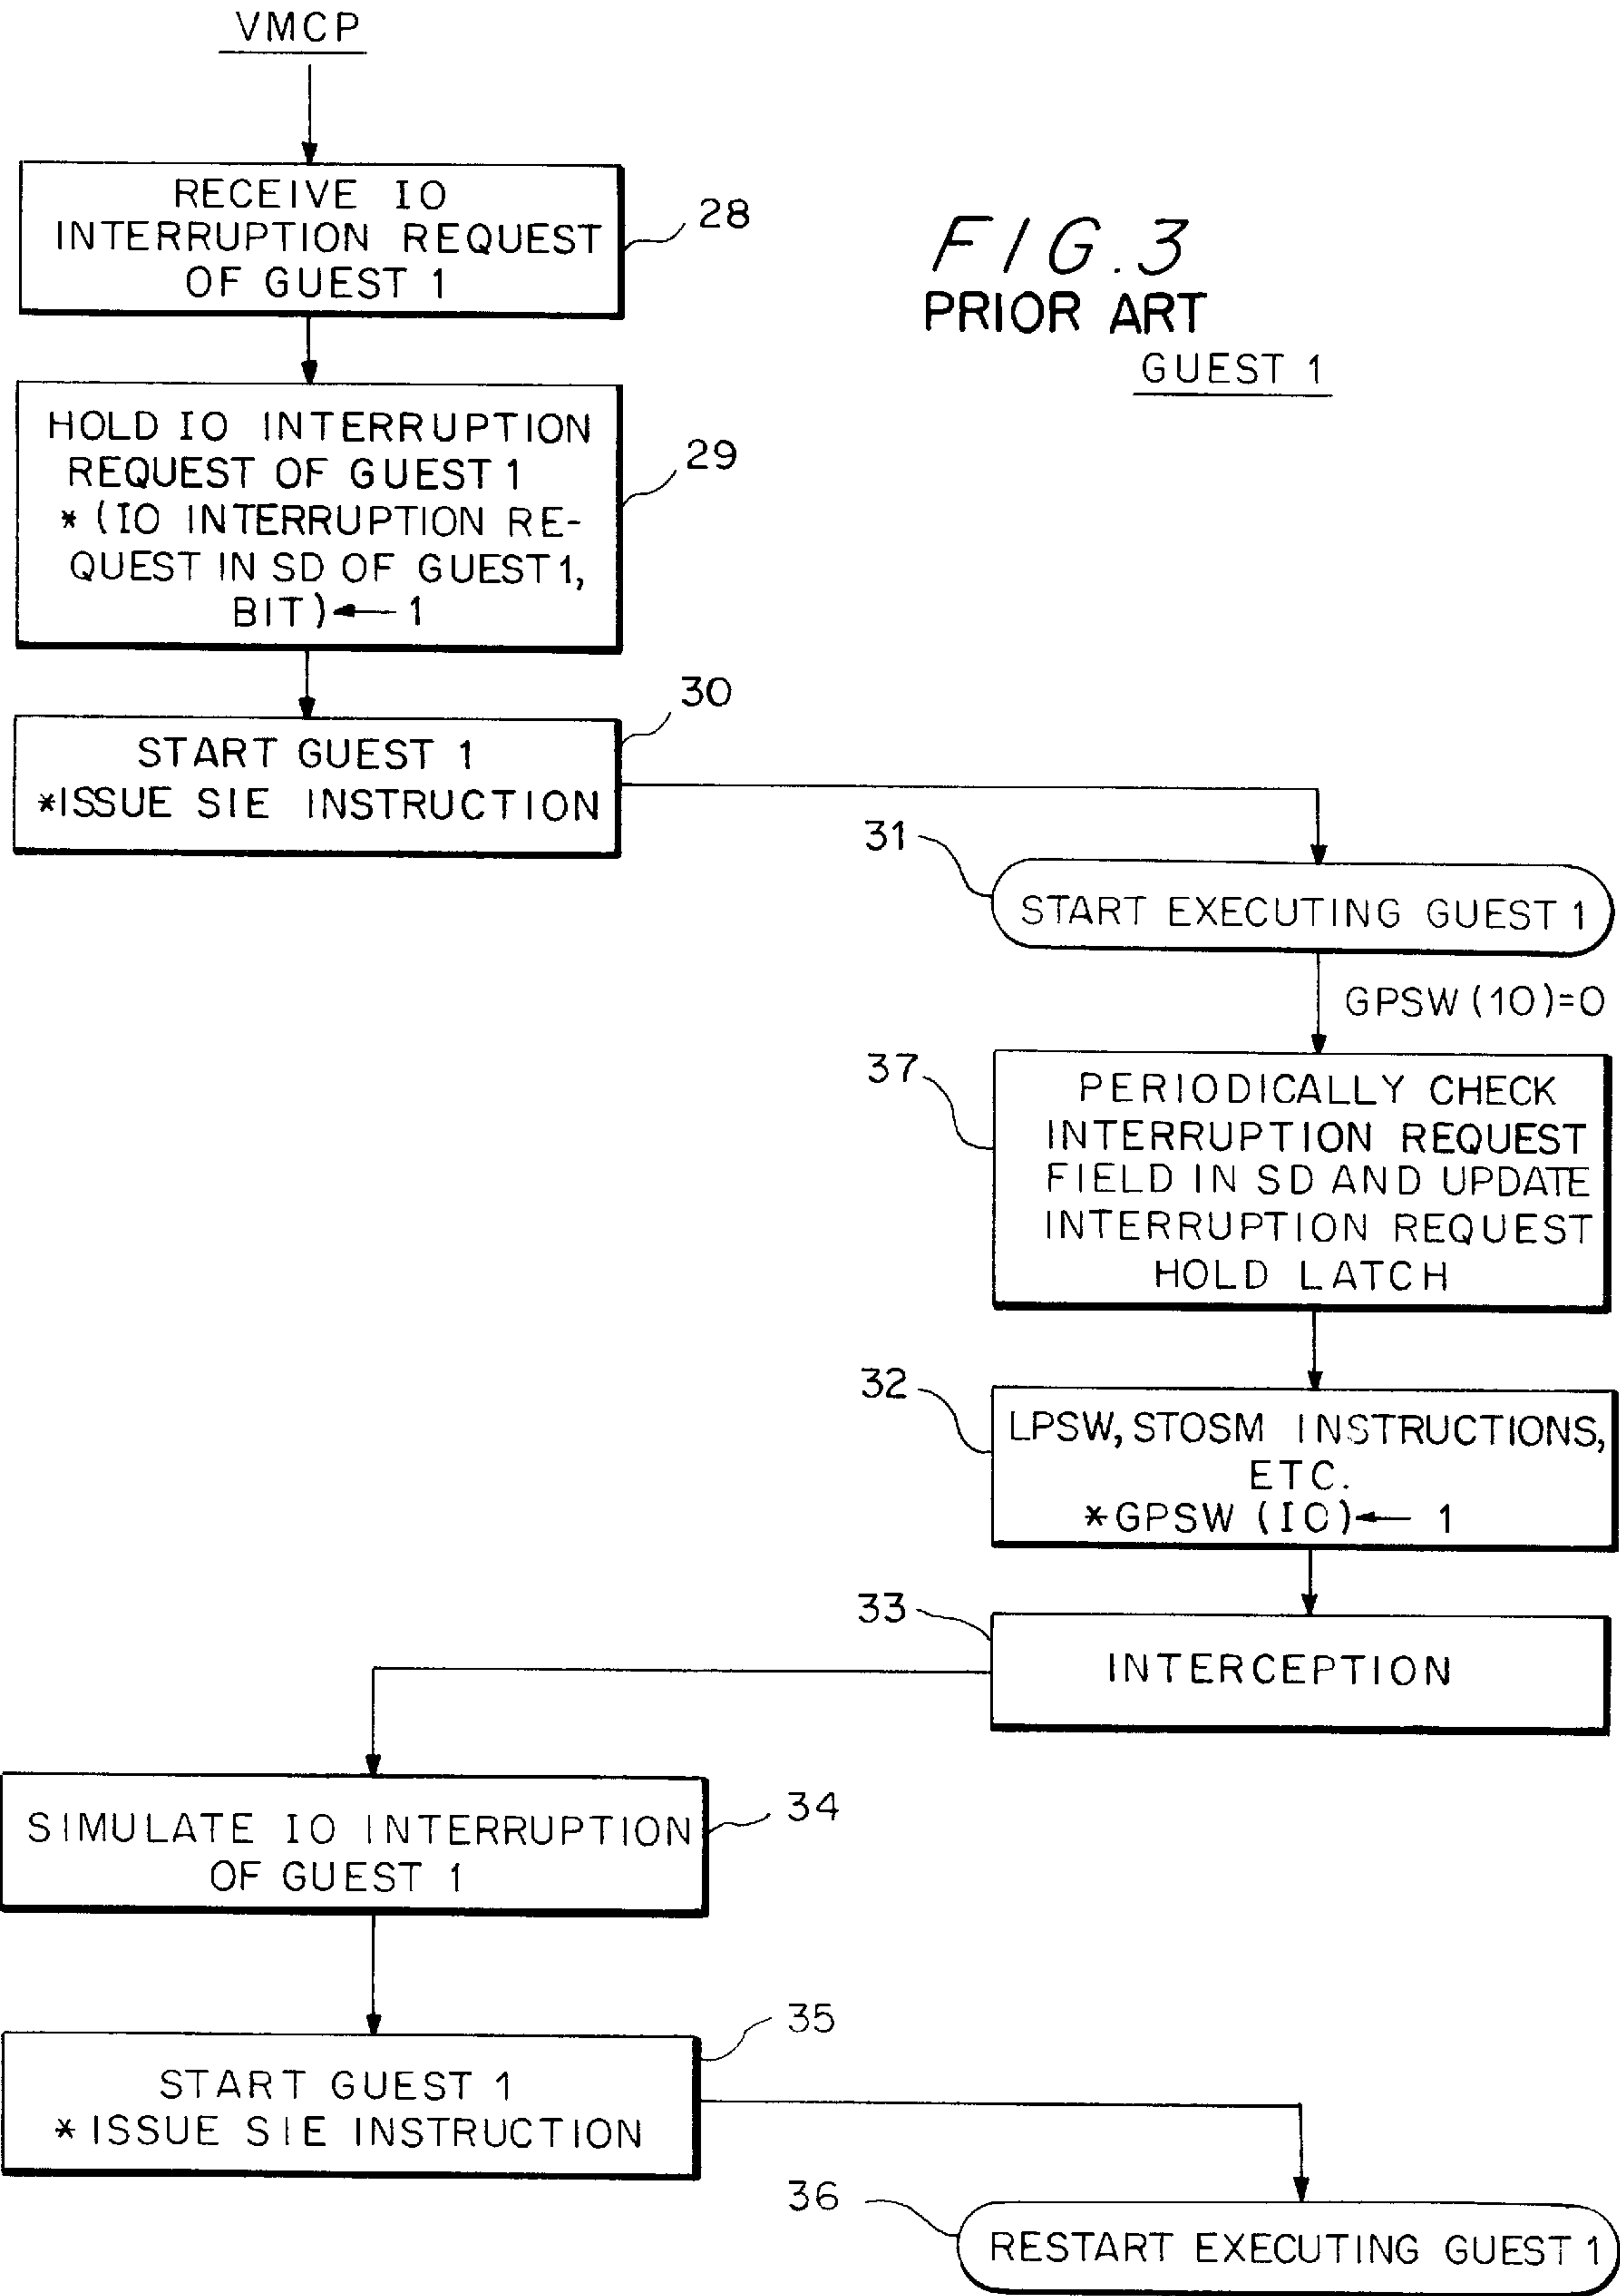 VMCP
RECEIVE IO
INTERRUPTION REQUEST
OF GUEST 1
28
FIG. 3
PRIOR ART
GUEST 1
HOLD IO INTERRUPTION
REQUEST OF GUEST 1
* (IO INTERRUPTION RE-
QUEST IN SD OF GUEST 1,
BIT) ← 1
29
30
START GUEST 1
*ISSUE SIE INSTRUCTION
31
START EXECUTING GUEST 1
GPSW (IO)=0
37
PERIODICALLY CHECK
INTERRUPTION REQUEST
FIELD IN SD AND UPDATE
INTERRUPTION REQUEST
HOLD LATCH
32
LPSW, STOSM INSTRUCTIONS,
ETC.
*GPSW (IO) ← 1
33
INTERCEPTION
34
SIMULATE IO INTERRUPTION
OF GUEST 1
35
START GUEST 1
* ISSUE SIE INSTRUCTION
36
RESTART EXECUTING GUEST 1